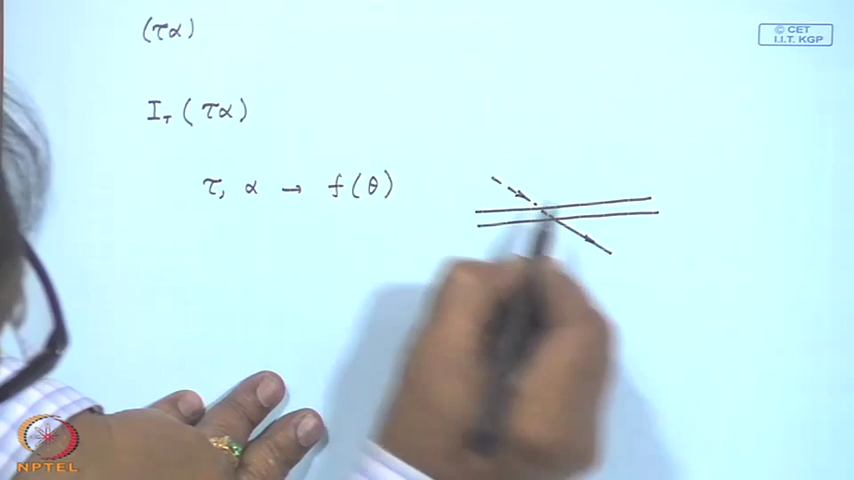 (τα)
© CET
I.I.T. KGP
I_T (τα)
τ, α → f(θ)
NPTEL